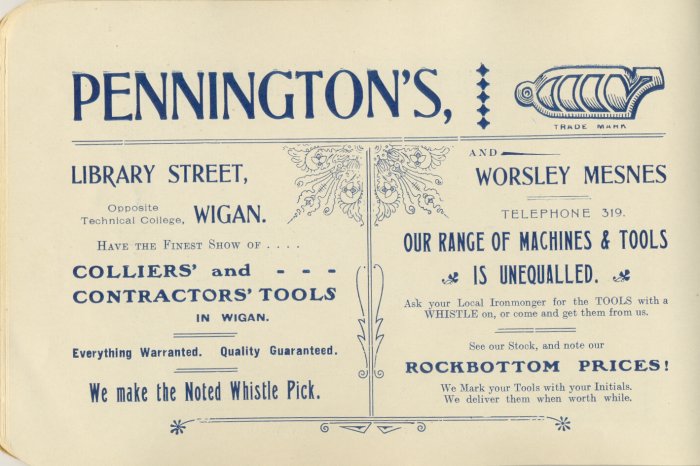 PENNINGTON'S,
TRADE MARK
LIBRARY STREET,
Opposite
Technical College, WIGAN.
HAVE THE FINEST SHOW OF . . . .
COLLIERS' and - - -
CONTRACTORS' TOOLS
IN WIGAN.
Everything Warranted. Quality Guaranteed.
We make the Noted Whistle Pick.
AND
WORSLEY MESNES
TELEPHONE 319.
OUR RANGE OF MACHINES & TOOLS
IS UNEQUALLED.
Ask your Local Ironmonger for the TOOLS with a
WHISTLE on, or come and get them from us.
See our Stock, and note our
ROCKBOTTOM PRICES!
We Mark your Tools with your Initials.
We deliver them when worth while.